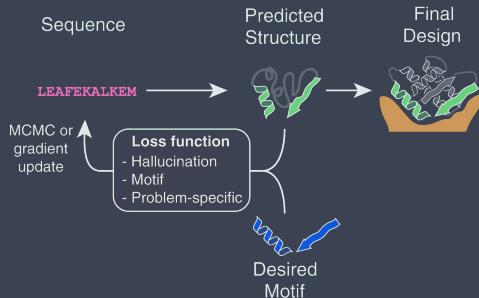 Sequence
Predicted
Structure
Final
Design
LEAFEKALKEM
MCMC or
gradient
update
Loss function
- Hallucination
- Motif
- Problem-specific
Desired
Motif